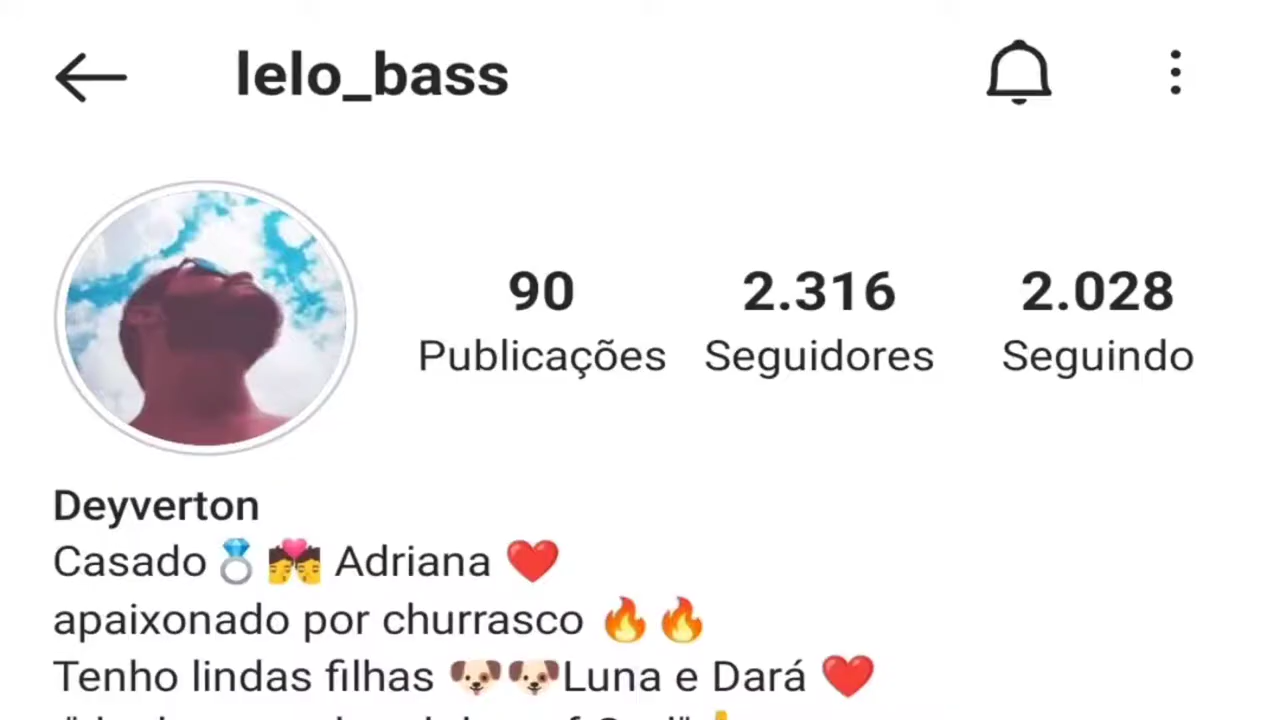 lelo_bass
90 2.316 2.028
Publicações Seguidores Seguindo
Deyverton
Casado💍💏 Adriana ❤️
apaixonado por churrasco 🔥🔥
Tenho lindas filhas 🐶🐶Luna e Dará ❤️